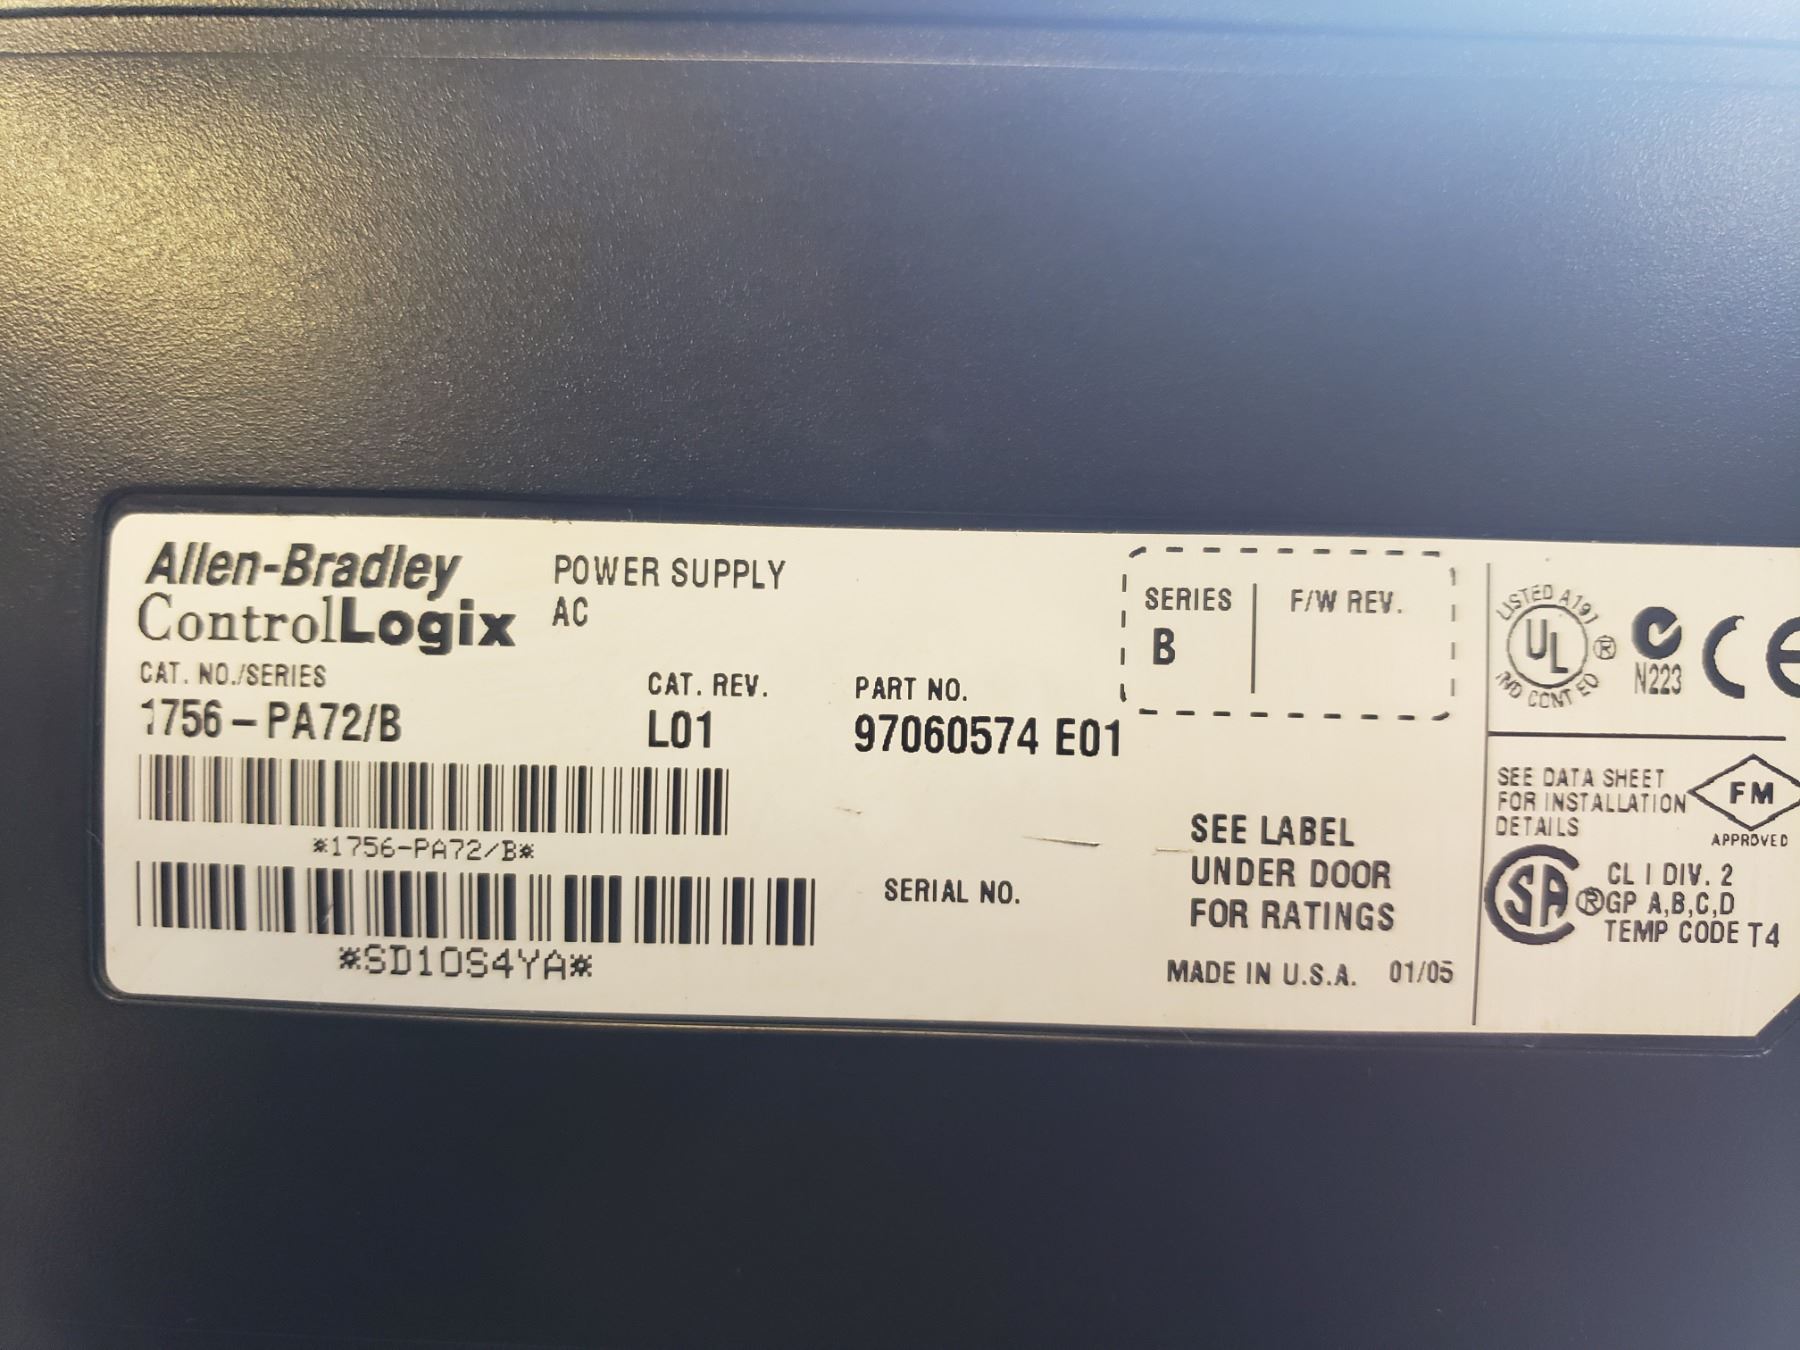 Allen-Bradley
ControlLogix
POWER SUPPLY
AC
CAT. NO./SERIES
1756-PA72/B
CAT. REV.
L01
PART NO.
97060574 E01
SERIES
B
F/W REV.
*1756-PA72/B*
SERIAL NO.
*SD10S4YA*
SEE LABEL
UNDER DOOR
FOR RATINGS
MADE IN U.S.A. 01/05
LISTED A197
UL ®
IND CONT EQ
N223
CE
SEE DATA SHEET
FOR INSTALLATION
DETAILS
FM
APPROVED
SA ®
CL I DIV. 2
GP A,B,C,D
TEMP CODE T4